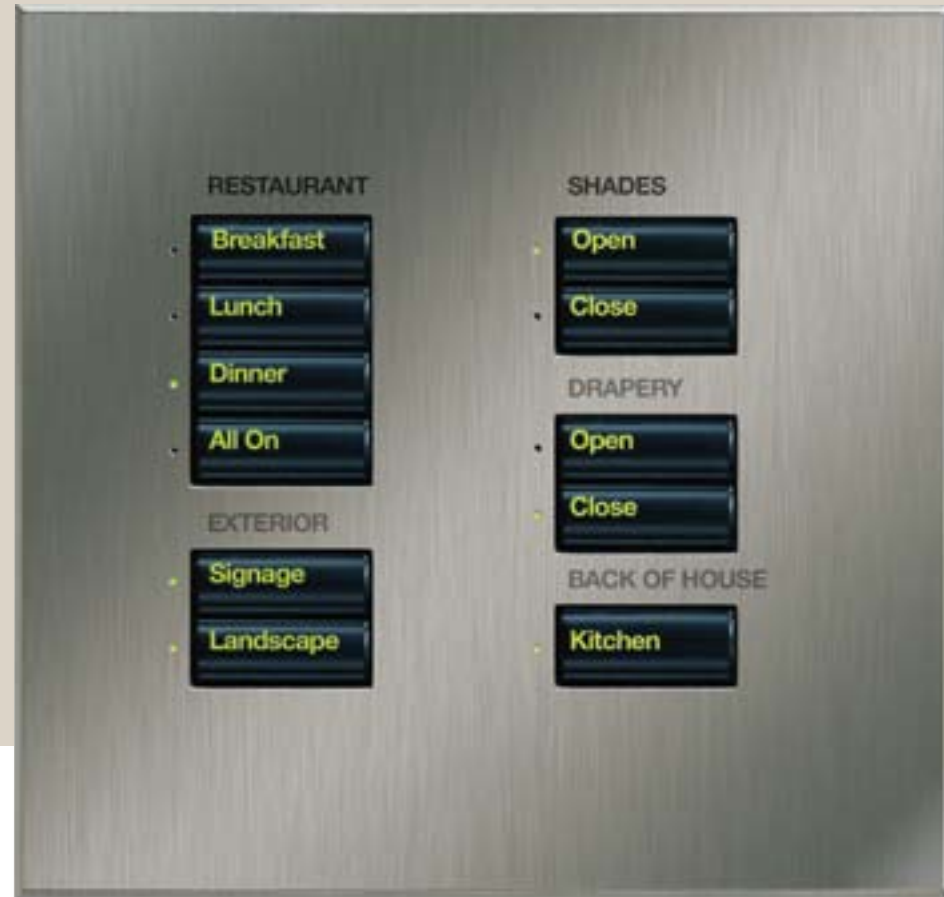 RESTAURANT
Breakfast
Lunch
Dinner
All On
EXTERIOR
Signage
Landscape
SHADES
Open
Close
DRAPERY
Open
Close
BACK OF HOUSE
Kitchen